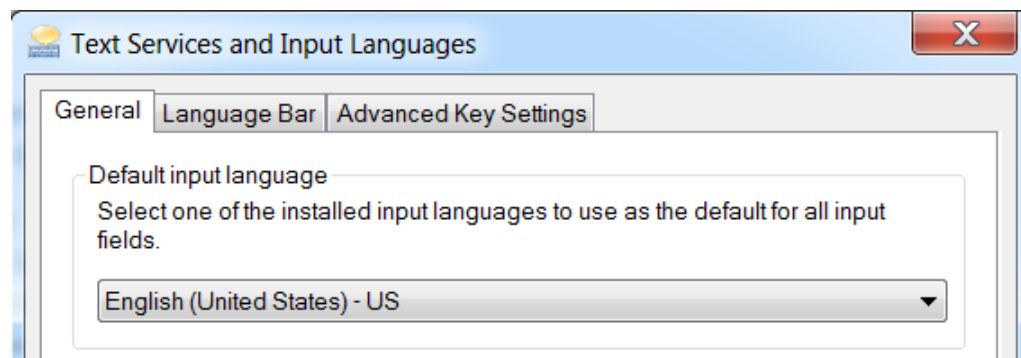 Text Services and Input Languages
General Language Bar Advanced Key Settings
Default input language
Select one of the installed input languages to use as the default for all input
fields.
English (United States) - US